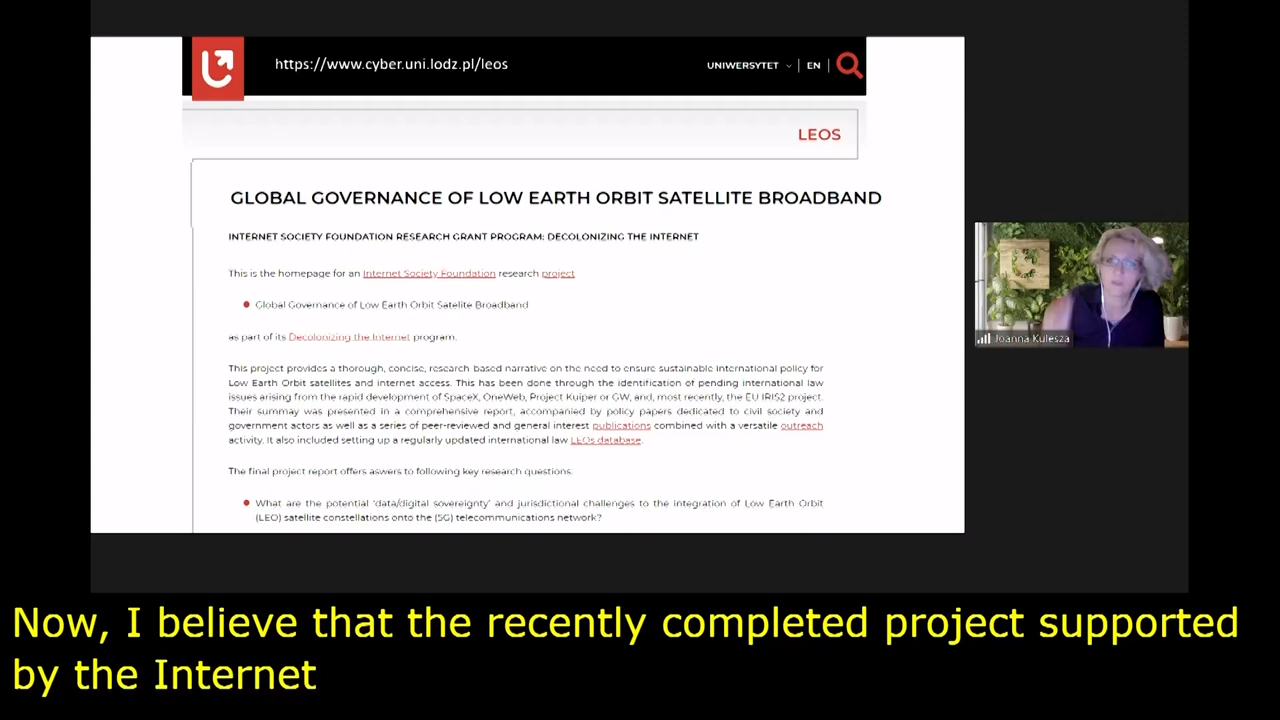 https://www.cyber.uni.lodz.pl/leos
UNIWERSYTET
EN
LEOS
GLOBAL GOVERNANCE OF LOW EARTH ORBIT SATELLITE BROADBAND
INTERNET SOCIETY FOUNDATION RESEARCH GRANT PROGRAM: DECOLONIZING THE INTERNET
This is the homepage for an Internet Society Foundation research project
Global Governance of Low Earth Orbit Satelite Broadband
as part of its Decolonizing the Internet program.
This project provides a thorough, concise, research based narrative on the need to ensure sustainable international policy for
Low Earth Orbit satellites and internet access. This has been done through the identification of pending international law
issues arising from the rapid development of SpaceX, OneWeb, Project Kuiper or GW, and, most recently, the EU IRIS2 project.
Their summay was presented in a comprehensive report, accompanied by policy papers dedicated to civil society and
government actors as well as a series of peer-reviewed and general interest publications combined with a versatile outreach
activity. It also included setting up a regularly updated international law LEOs database.
The final project report offers aswers to following key research questions:
What are the potential 'data/digital sovereignty' and jurisdictional challenges to the integration of Low Earth Orbit
(LEO) satellite constellations onto the (5G) telecommunications network?
Joanna Kulesza
Now, I believe that the recently completed project supported
by the Internet